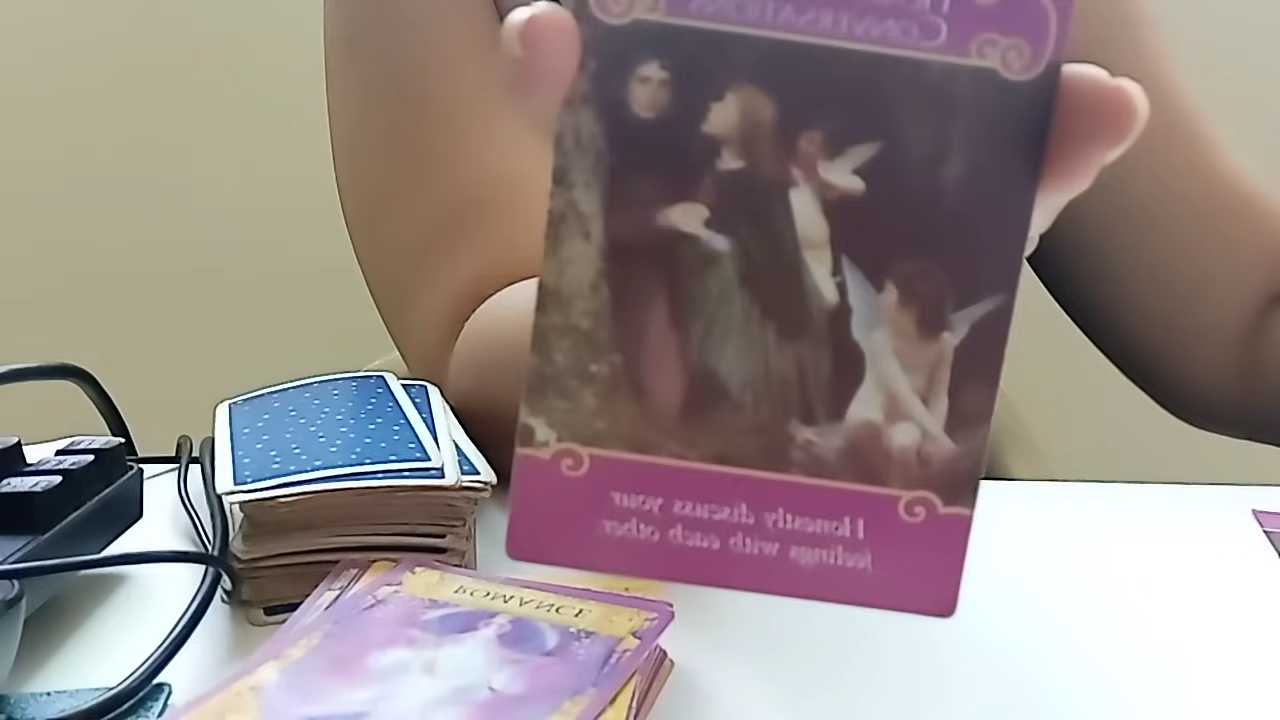 CONVERSATIONS
Honestly discuss your
feelings with each other.
ROMANCE